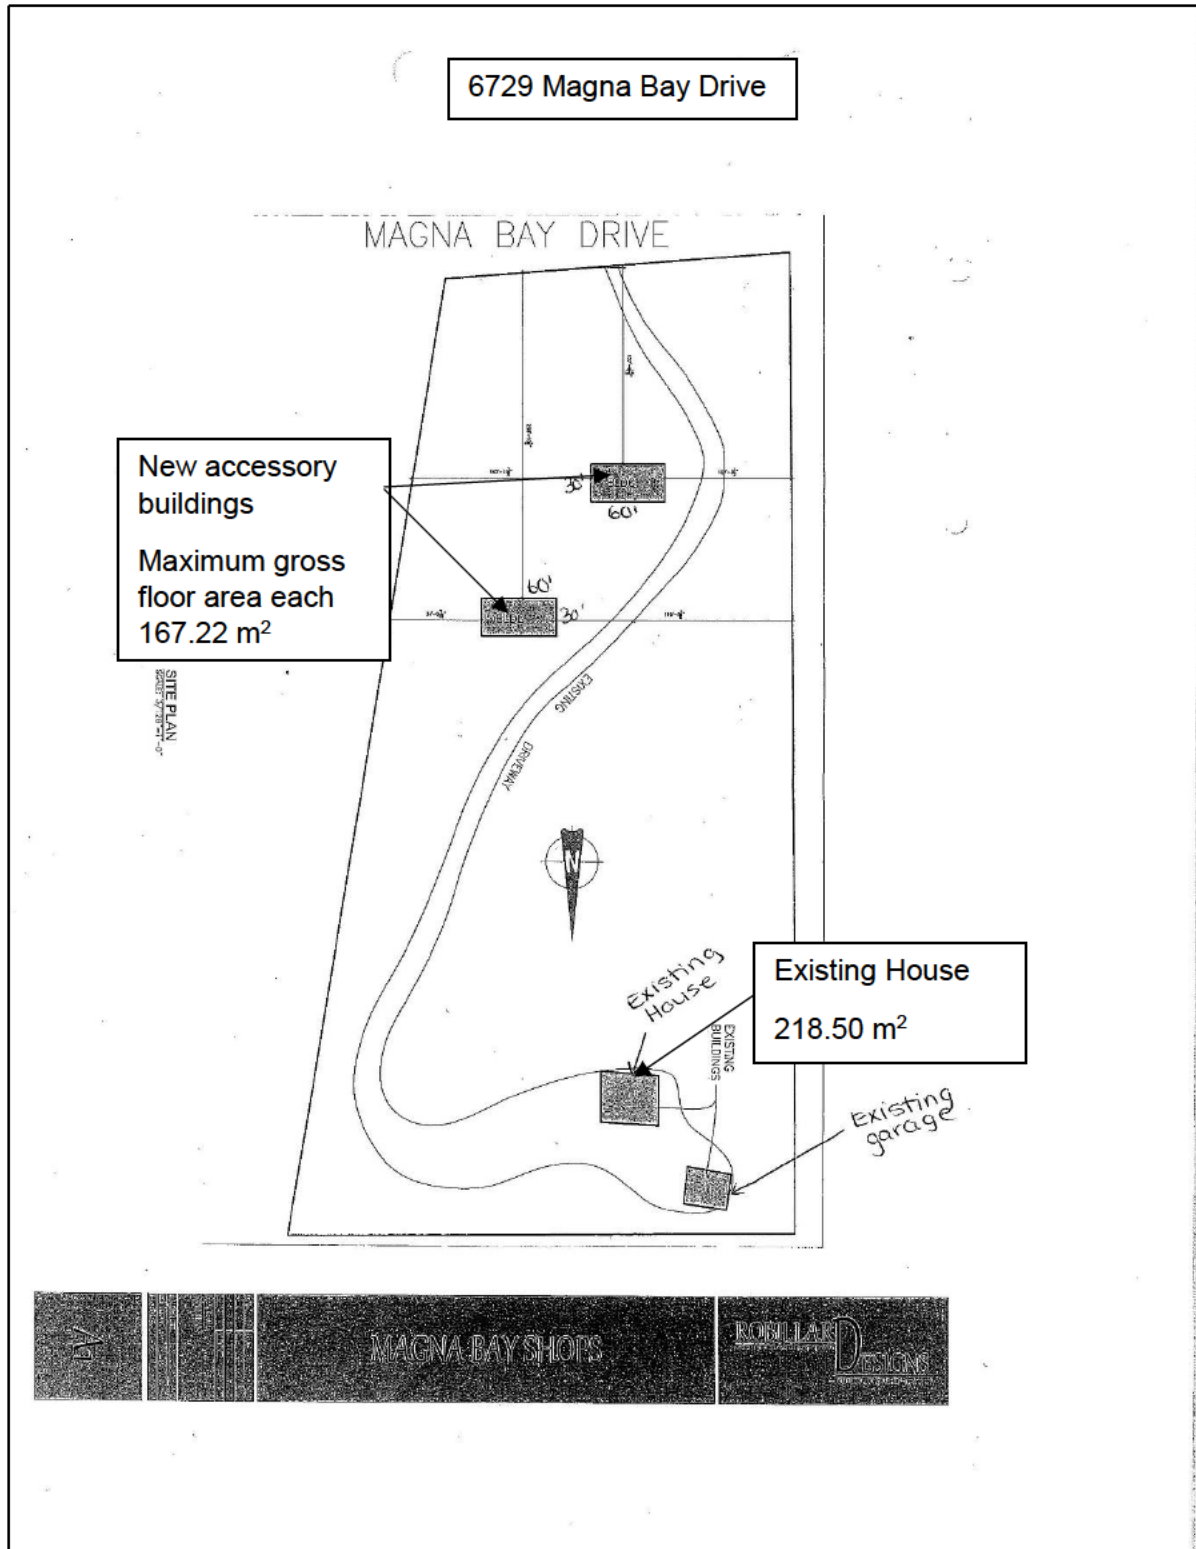 6729 Magna Bay Drive
MAGNA BAY DRIVE
New accessory
buildings
Maximum gross
floor area each
167.22 m²
30'
60'
60'
30'
SITE PLAN
EXISTING
DRIVEWAY
N
Existing
House
Existing House
218.50 m²
EXISTING
BUILDINGS
Existing
garage
MAGNA BAY SHOPS
ROBILLARD
DESIGNS